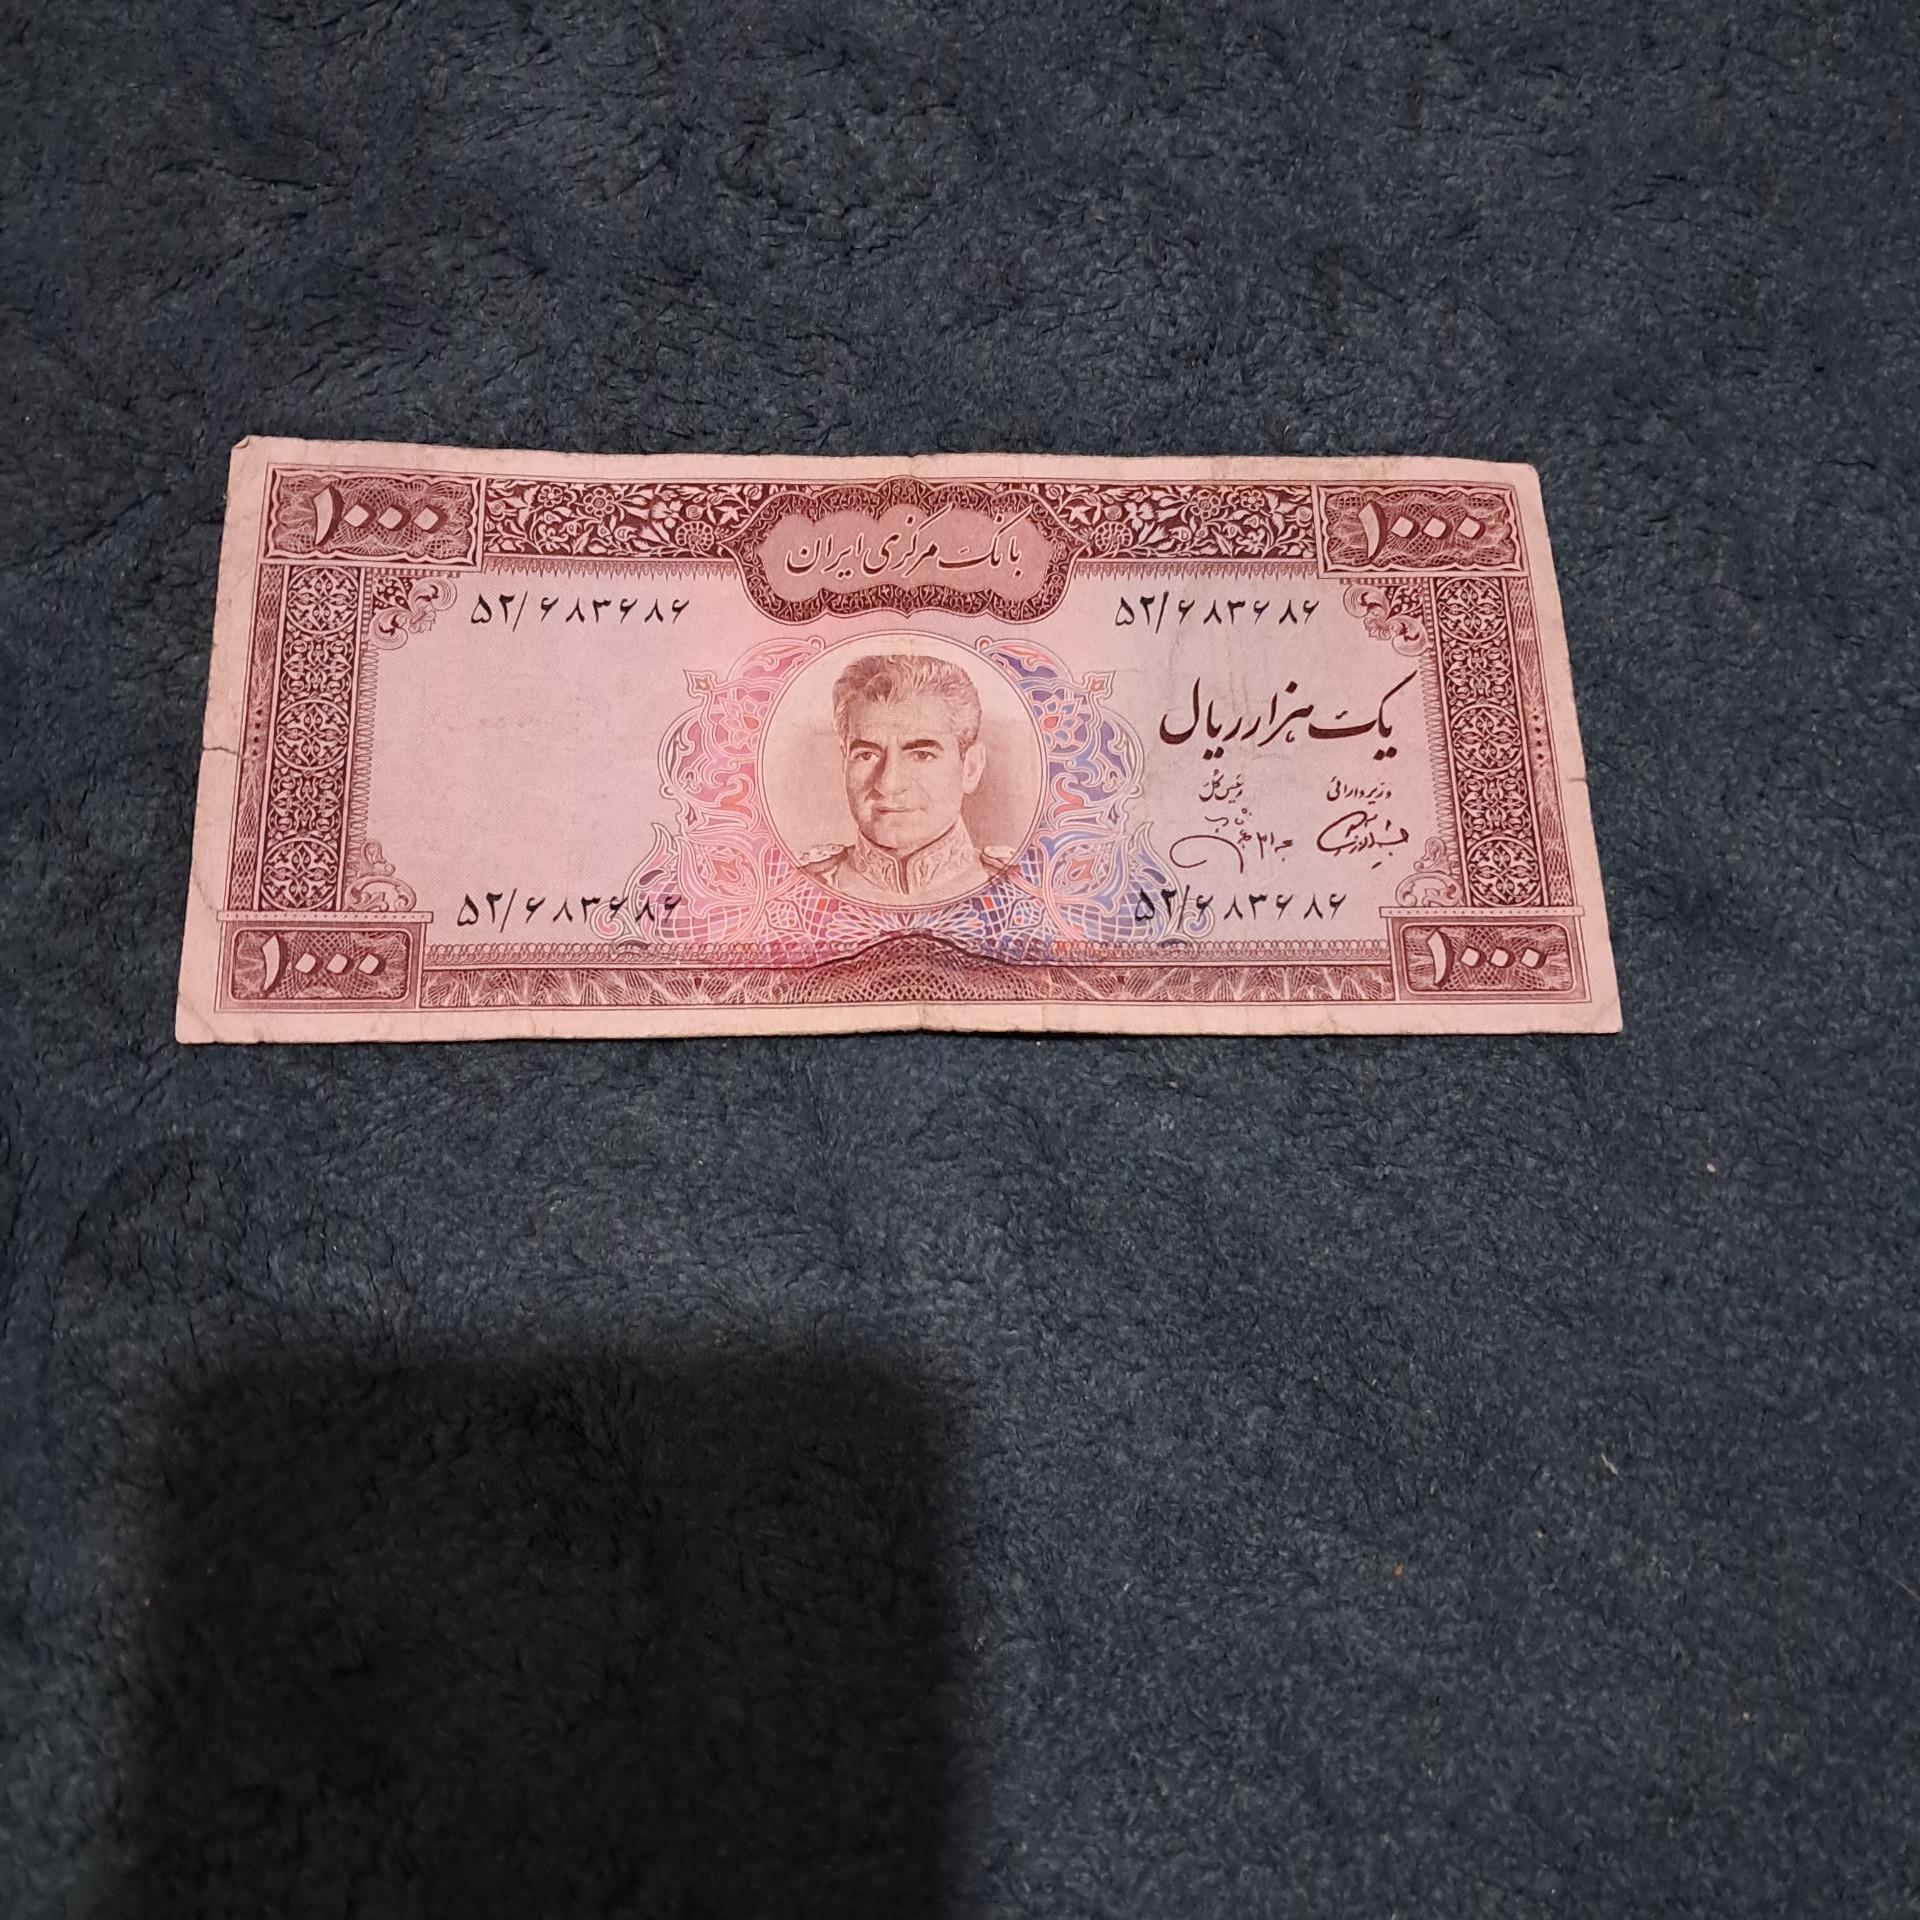 ۱۰۰۰
بانک مرکزی ایران
۱۰۰۰
۵۲/۶۸۳۶۸۶
۵۲/۶۸۳۶۸۶
یک هزار ریال
وزیر دارائی
رئیس کل
۵۲/۶۸۳۶۸۶
۵۲/۶۸۳۶۸۶
۱۰۰۰
۱۰۰۰